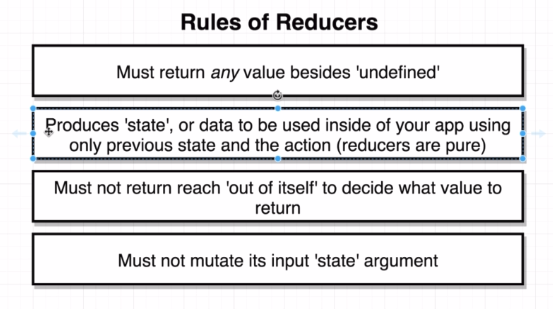 Rules of Reducers
Must return any value besides 'undefined'
Produces 'state', or data to be used inside of your app using
only previous state and the action (reducers are pure)
Must not return reach 'out of itself' to decide what value to
return
Must not mutate its input 'state' argument